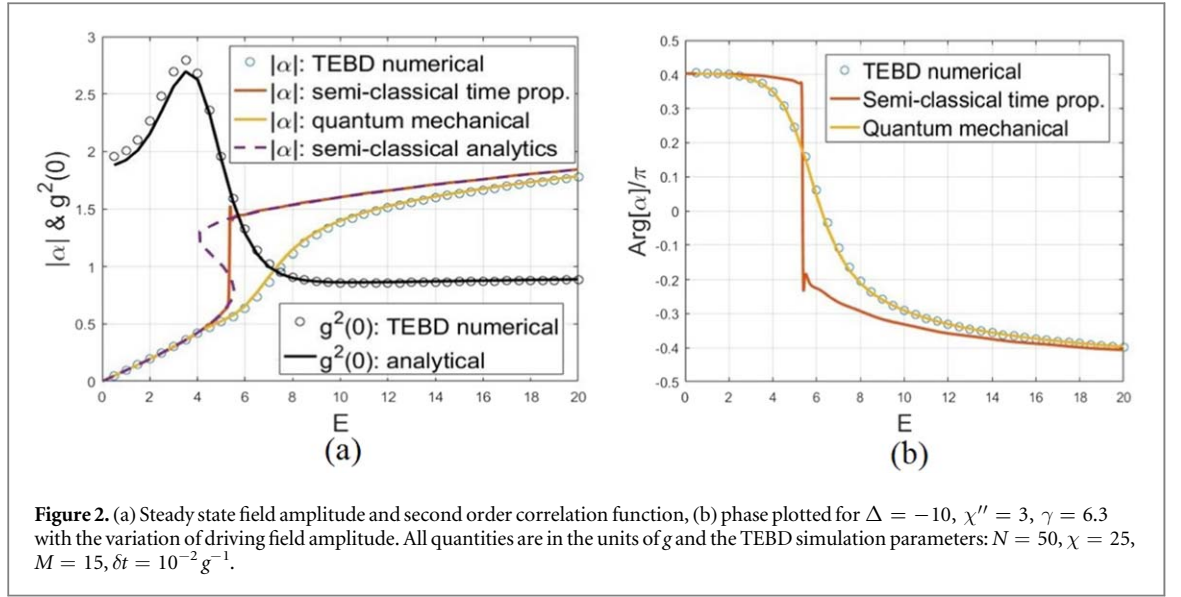 3
2.5
2
1.5
1
0.5
0
0 2 4 6 8 10 12 14 16 18 20
|α| & g²(0)
E
|α|: TEBD numerical
|α|: semi-classical time prop.
|α|: quantum mechanical
|α|: semi-classical analytics
g²(0): TEBD numerical
g²(0): analytical
(a)
0.5
0.4
0.3
0.2
0.1
0
-0.1
-0.2
-0.3
-0.4
-0.5
0 2 4 6 8 10 12 14 16 18 20
Arg[α]/π
E
TEBD numerical
Semi-classical time prop.
Quantum mechanical
(b)
Figure 2. (a) Steady state field amplitude and second order correlation function, (b) phase plotted for Δ = −10, χ″ = 3, γ = 6.3
with the variation of driving field amplitude. All quantities are in the units of g and the TEBD simulation parameters: N = 50, χ = 25,
M = 15, δt = 10⁻² g⁻¹.